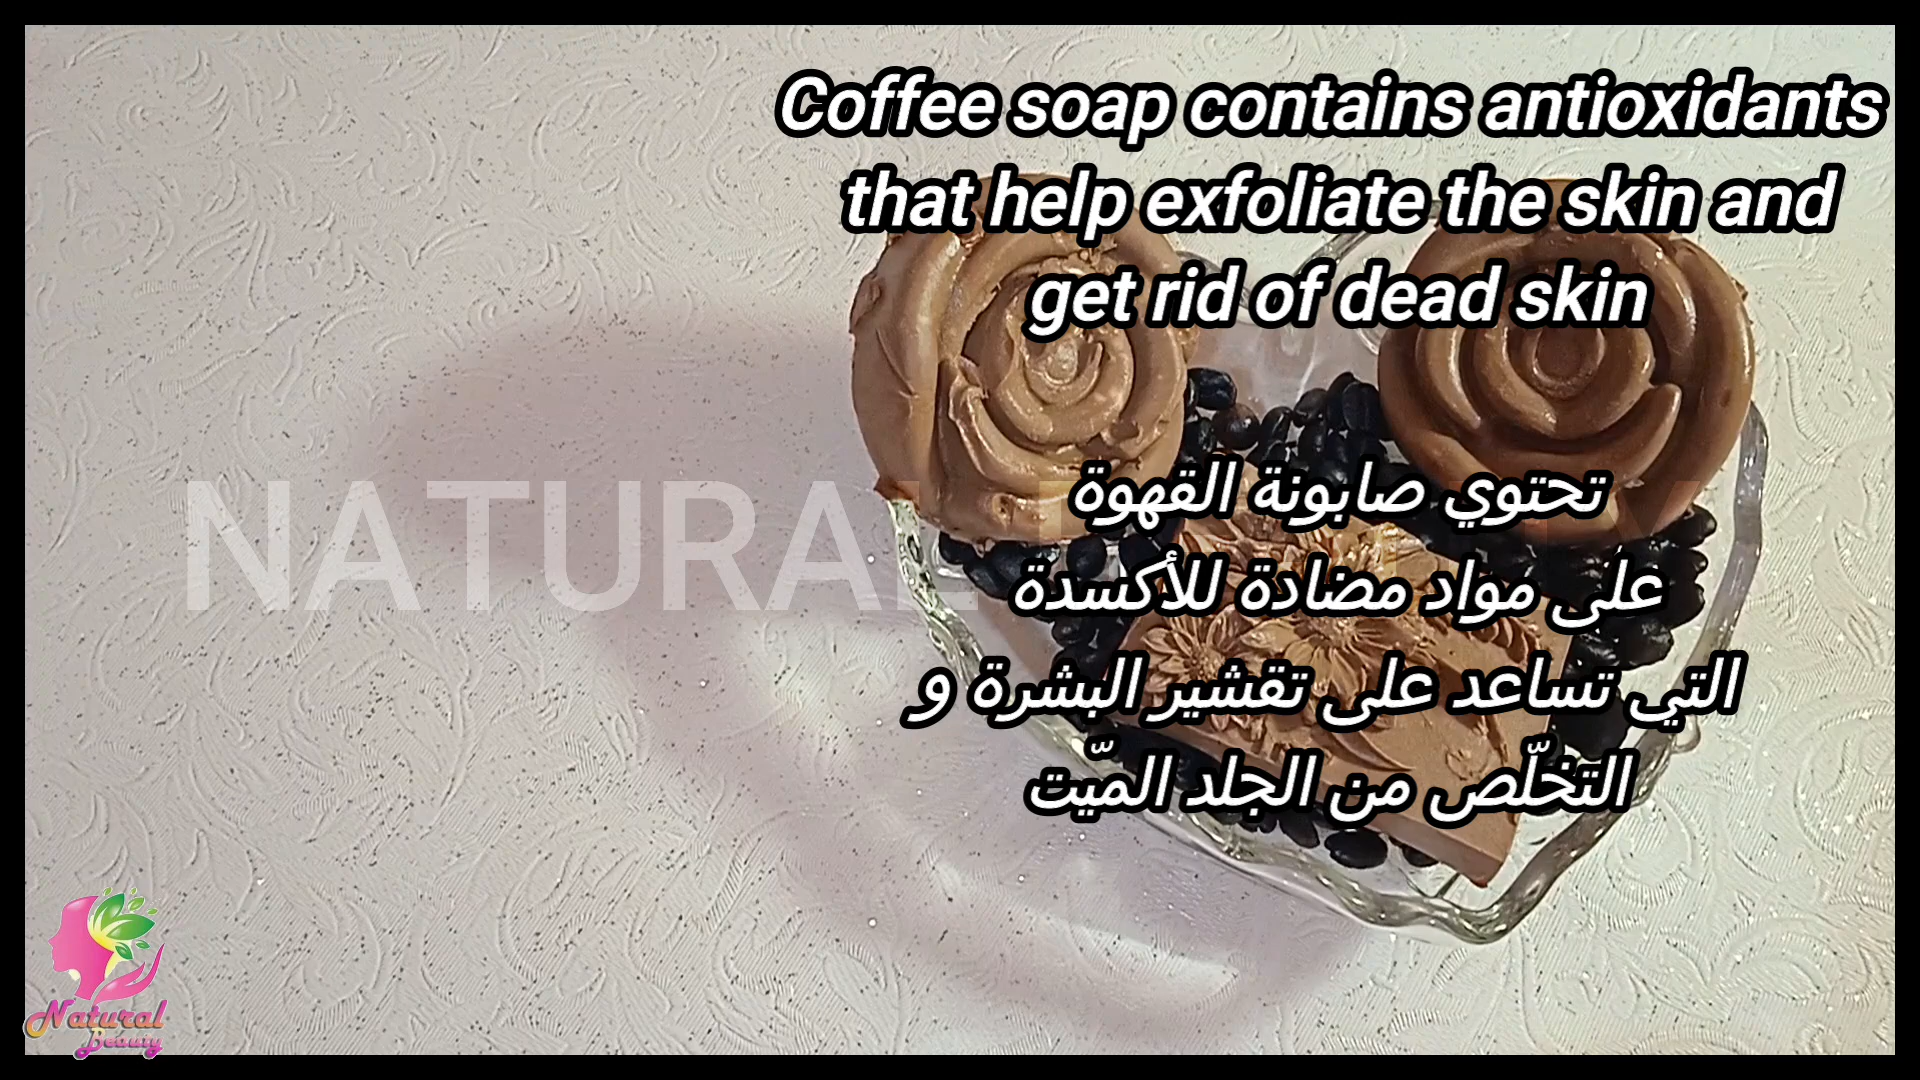 Coffee soap contains antioxidants
that help exfoliate the skin and
get rid of dead skin
تحتوي صابونة القهوة
على مواد مضادة للأكسدة
التي تساعد على تقشير البشرة و
التخلّص من الجلد الميّت
NATURAL
Natural
Beauty